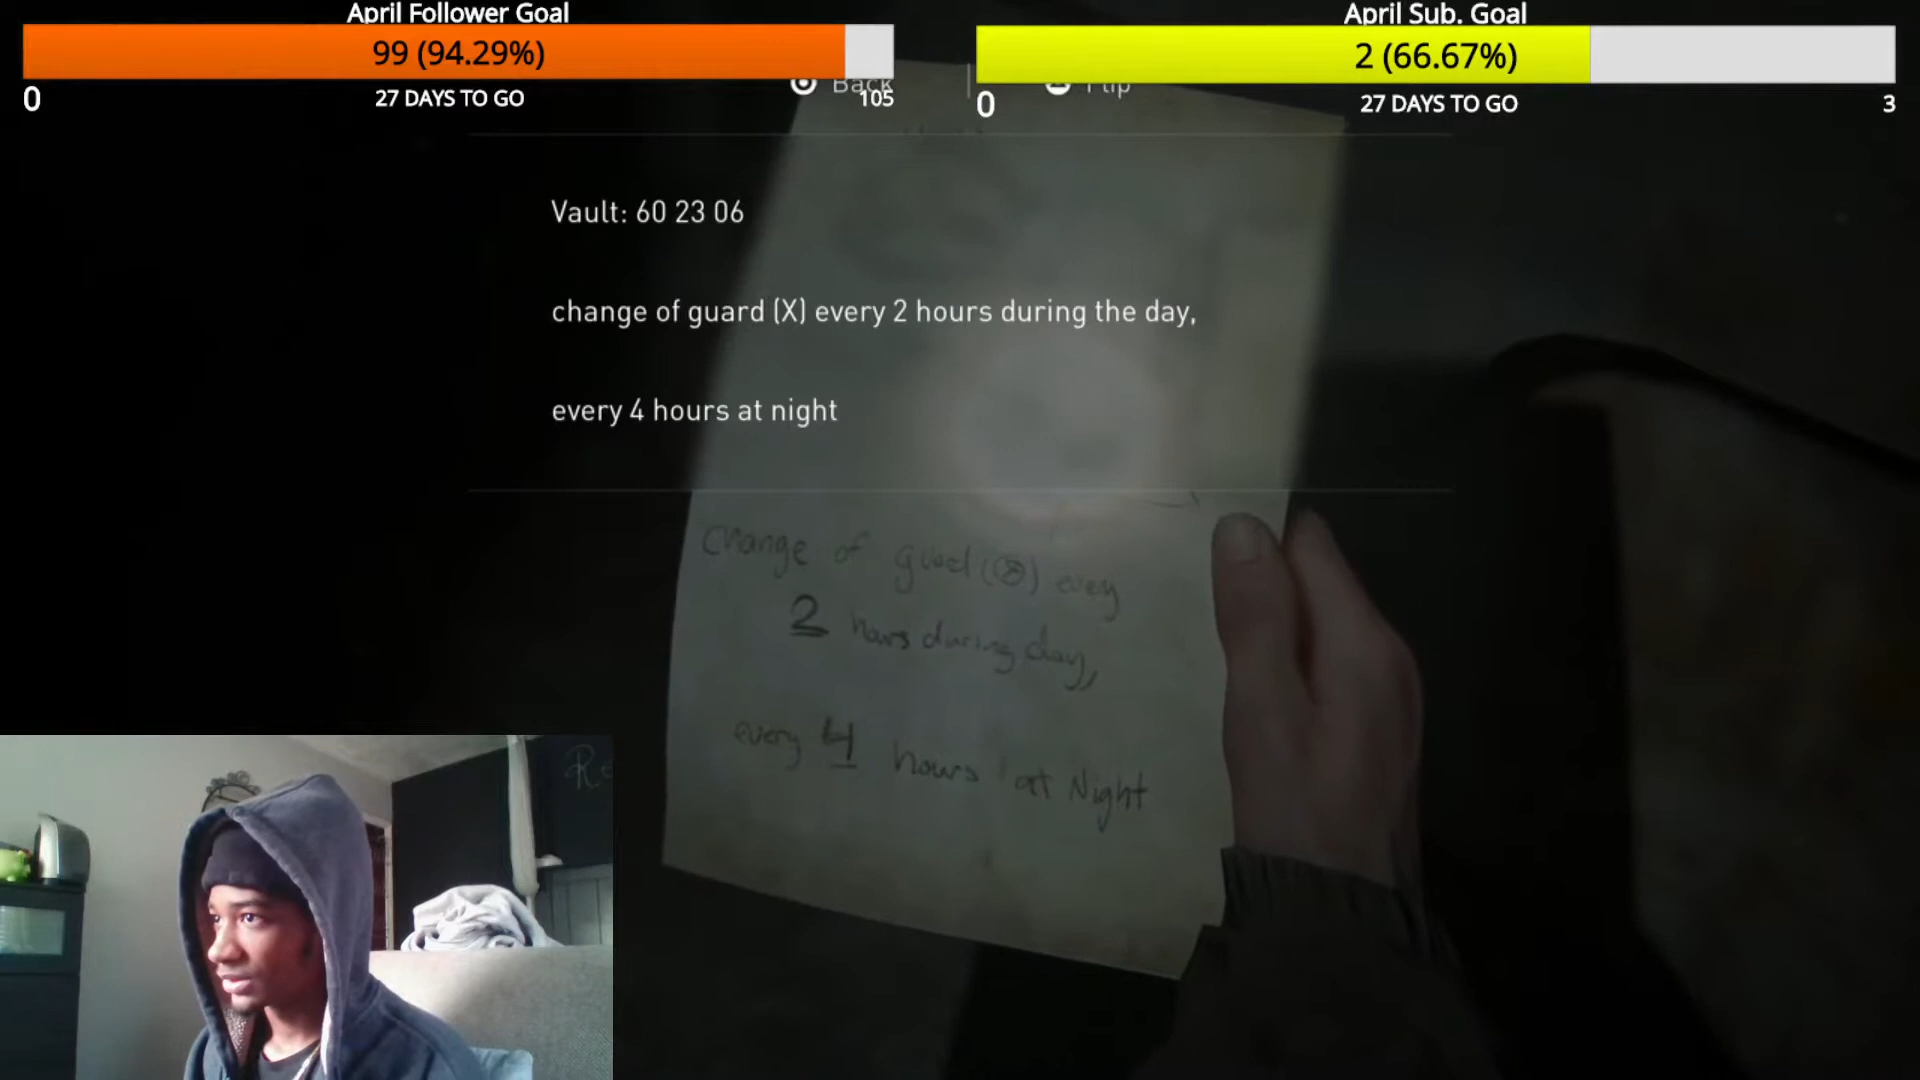 April Follower Goal
99 (94.29%)
0
27 DAYS TO GO
105
April Sub. Goal
2 (66.67%)
0
27 DAYS TO GO
3
Back
Flip
Vault: 60 23 06
change of guard (X) every 2 hours during the day,
every 4 hours at night
change of guard (⊗) every
2 hours during day,
every 4 hours at Night